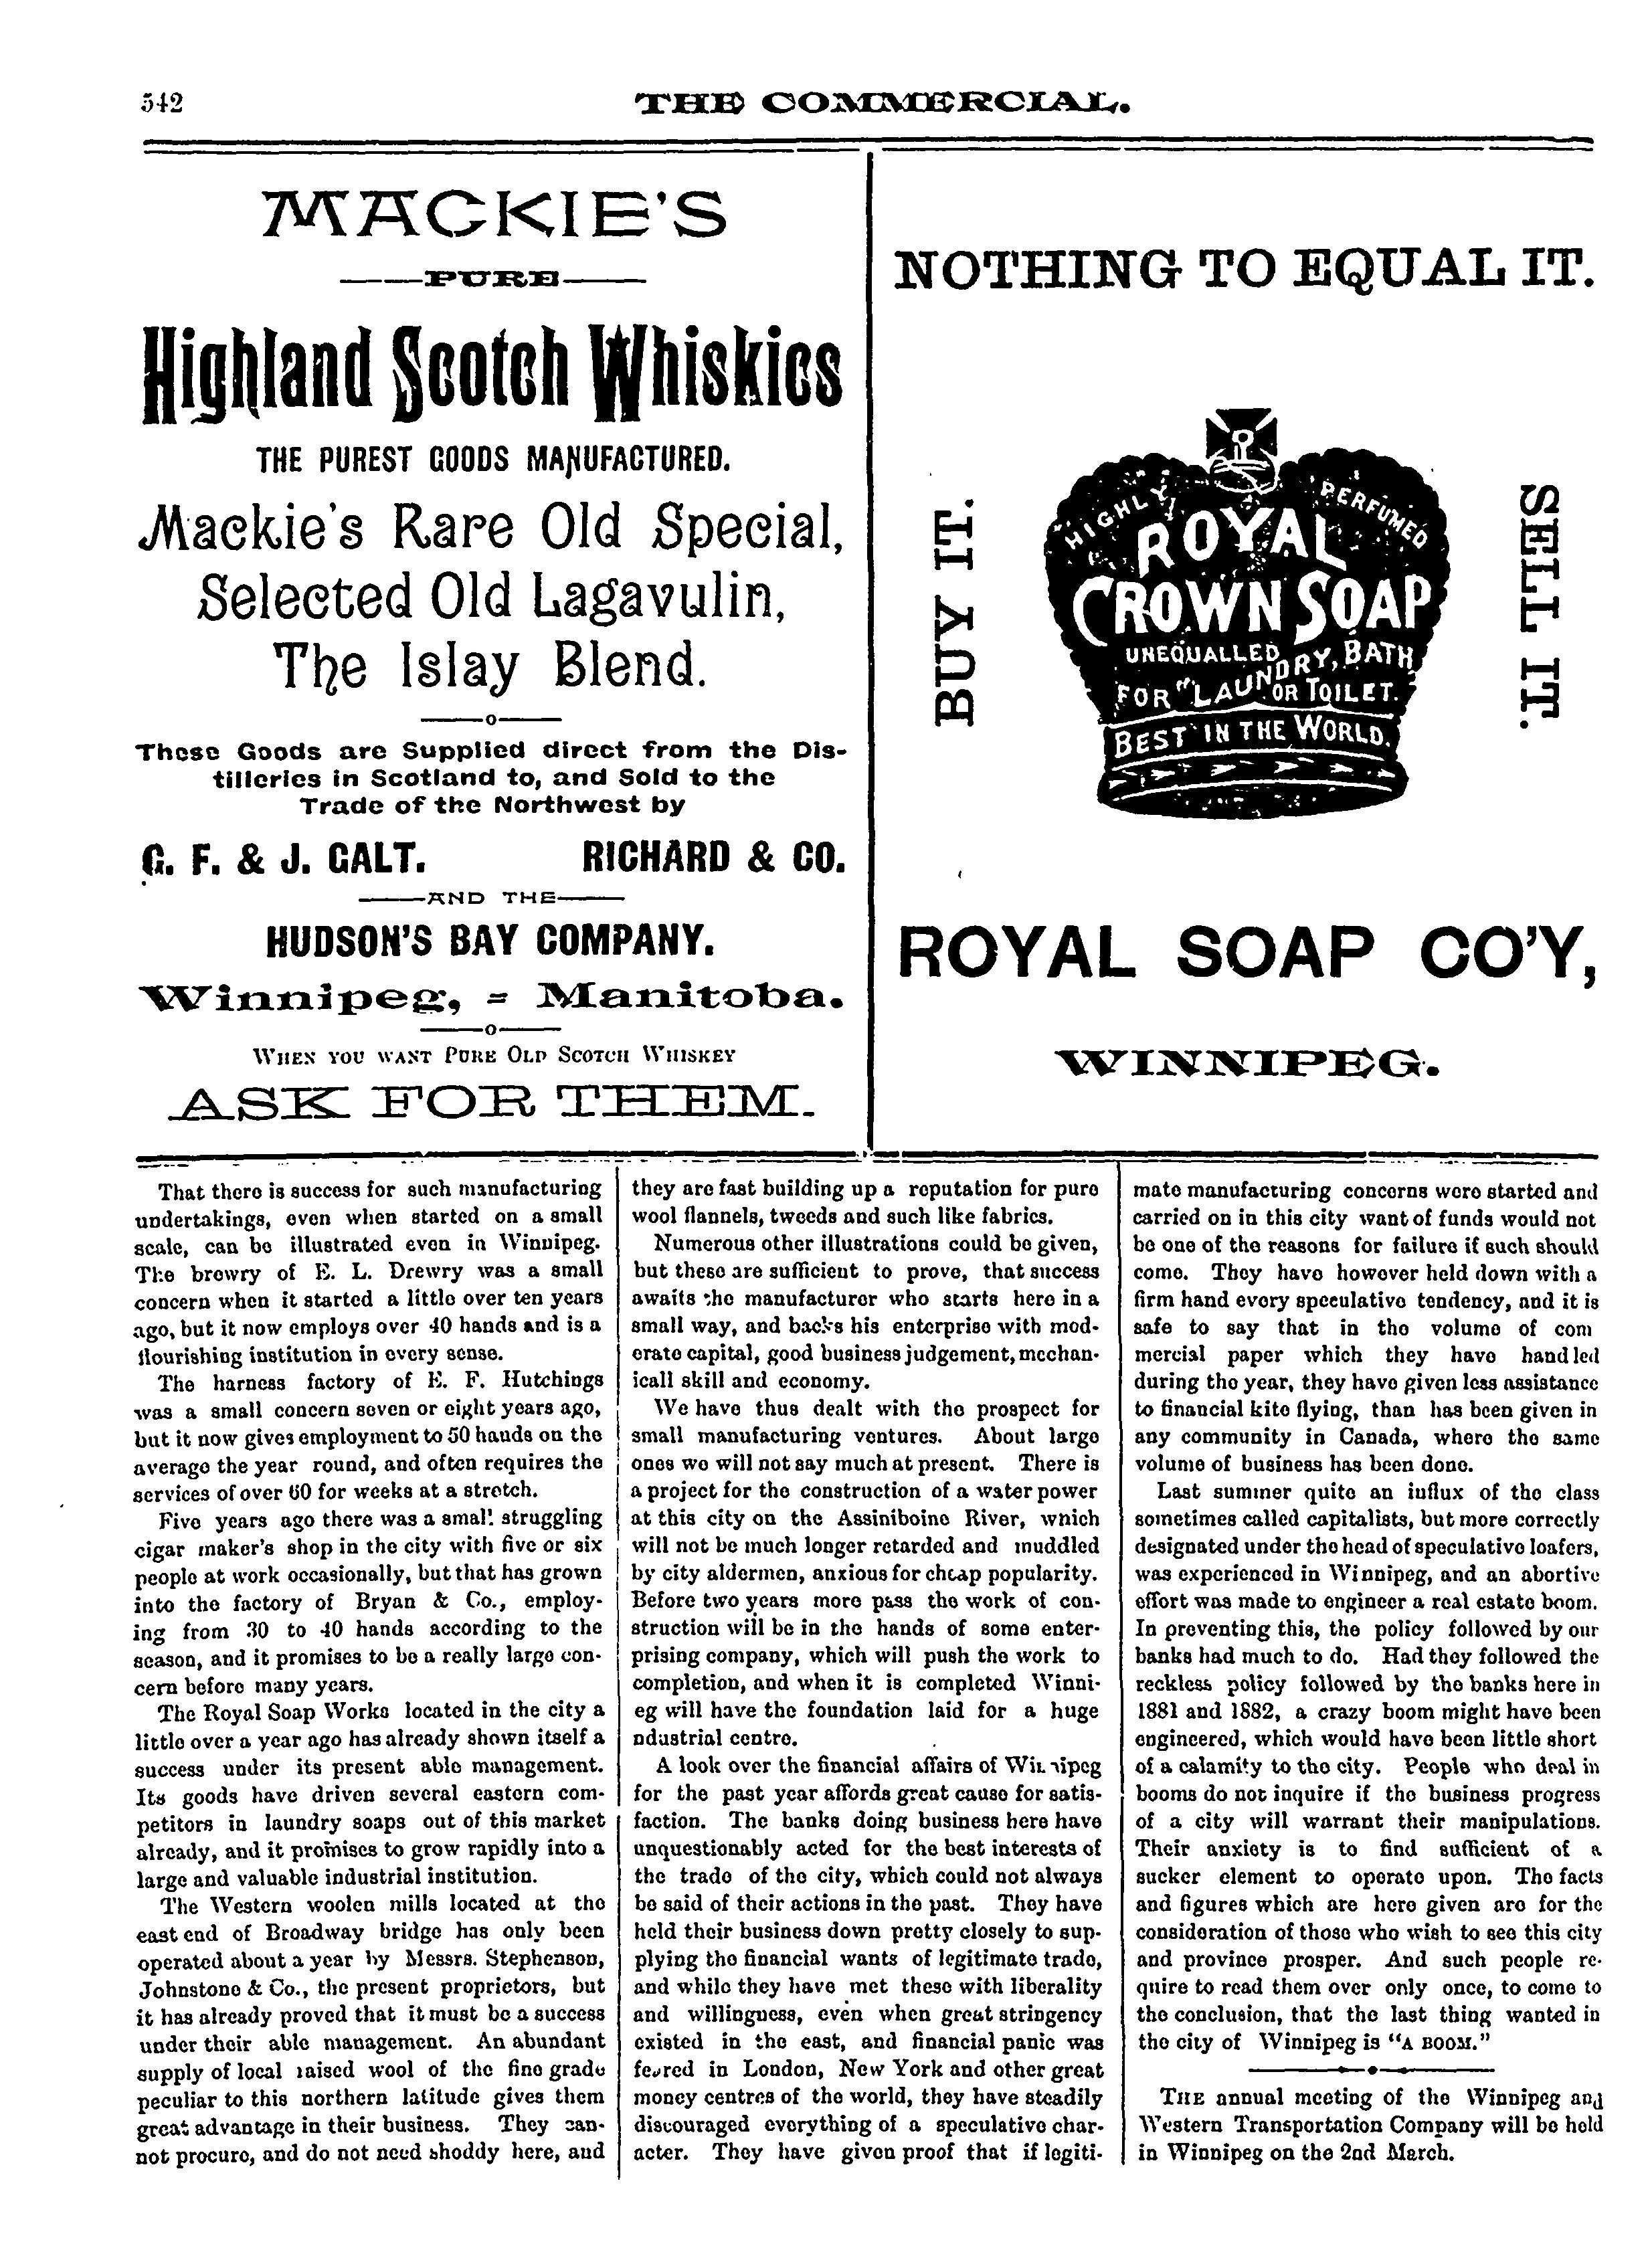 542
THE COMMERCIAL.
MACKIE'S
PURE
Highland Scotch Whiskies
THE PUREST GOODS MANUFACTURED.
Mackie's Rare Old Special,
Selected Old Lagavulin,
The Islay Blend.
These Goods are Supplied direct from the Dis-
tilleries in Scotland to, and Sold to the
Trade of the Northwest by
G. F. & J. GALT. RICHARD & CO.
AND THE
HUDSON'S BAY COMPANY.
Winnipeg, = Manitoba.
WHEN YOU WANT PURE OLD SCOTCH WHISKEY
ASK FOR THEM.
NOTHING TO EQUAL IT.
BUY IT.
HIGHLY PERFUMED
ROYAL
CROWN SOAP
UNEQUALLED
FOR LAUNDRY, BATH
OR TOILET.
BEST IN THE WORLD.
SELL IT.
ROYAL SOAP CO'Y,
WINNIPEG.
That there is success for such manufacturing
undertakings, even when started on a small
scale, can be illustrated even in Winnipeg.
The browry of E. L. Drewry was a small
concern when it started a little over ten years
ago, but it now employs over 40 hands and is a
flourishing institution in every sense.
The harness factory of E. F. Hutchings
was a small concern seven or eight years ago,
but it now gives employment to 50 hands on the
average the year round, and often requires the
services of over 60 for weeks at a stretch.
Five years ago there was a small struggling
cigar maker's shop in the city with five or six
people at work occasionally, but that has grown
into the factory of Bryan & Co., employ-
ing from 30 to 40 hands according to the
season, and it promises to be a really large con-
cern before many years.
The Royal Soap Works located in the city a
little over a year ago has already shown itself a
success under its present able management.
Its goods have driven several eastern com-
petitors in laundry soaps out of this market
already, and it promises to grow rapidly into a
large and valuable industrial institution.
The Western woolen mills located at the
east end of Broadway bridge has only been
operated about a year by Messrs. Stephenson,
Johnstone & Co., the present proprietors, but
it has already proved that it must be a success
under their able management. An abundant
supply of local raised wool of the fine grade
peculiar to this northern latitude gives them
great advantage in their business. They can-
not procure, and do not need shoddy here, and
they are fast building up a reputation for pure
wool flannels, tweeds and such like fabrics.
Numerous other illustrations could be given,
but these are sufficient to prove, that success
awaits the manufacturer who starts here in a
small way, and backs his enterprise with mod-
erate capital, good business judgement, mechan-
icall skill and economy.
We have thus dealt with the prospect for
small manufacturing ventures. About large
ones we will not say much at present. There is
a project for the construction of a water power
at this city on the Assiniboine River, which
will not be much longer retarded and muddled
by city aldermen, anxious for cheap popularity.
Before two years more pass the work of con-
struction will be in the hands of some enter-
prising company, which will push the work to
completion, and when it is completed Winni-
eg will have the foundation laid for a huge
ndustrial centre.
A look over the financial affairs of Winnipeg
for the past year affords great cause for satis-
faction. The banks doing business here have
unquestionably acted for the best interests of
the trade of the city, which could not always
be said of their actions in the past. They have
held their business down pretty closely to sup-
plying the financial wants of legitimate trade,
and while they have met these with liberality
and willingness, even when great stringency
existed in the east, and financial panic was
feared in London, New York and other great
money centres of the world, they have steadily
discouraged everything of a speculative char-
acter. They have given proof that if legiti-
mate manufacturing concerns were started and
carried on in this city want of funds would not
be one of the reasons for failure if such should
come. They have however held down with a
firm hand every speculative tendency, and it is
safe to say that in the volume of com
mercial paper which they have handled
during the year, they have given less assistance
to financial kite flying, than has been given in
any community in Canada, where the same
volume of business has been done.
Last summer quite an influx of the class
sometimes called capitalists, but more correctly
designated under the head of speculative loafers,
was experienced in Winnipeg, and an abortive
effort was made to engineer a real estate boom.
In preventing this, the policy followed by our
banks had much to do. Had they followed the
reckless policy followed by the banks here in
1881 and 1882, a crazy boom might have been
engineered, which would have been little short
of a calamity to the city. People who deal in
booms do not inquire if the business progress
of a city will warrant their manipulations.
Their anxiety is to find sufficient of a
sucker element to operate upon. The facts
and figures which are here given are for the
consideration of those who wish to see this city
and province prosper. And such people re-
quire to read them over only once, to come to
the conclusion, that the last thing wanted in
the city of Winnipeg is "A BOOM."
THE annual meeting of the Winnipeg and
Western Transportation Company will be held
in Winnipeg on the 2nd March.